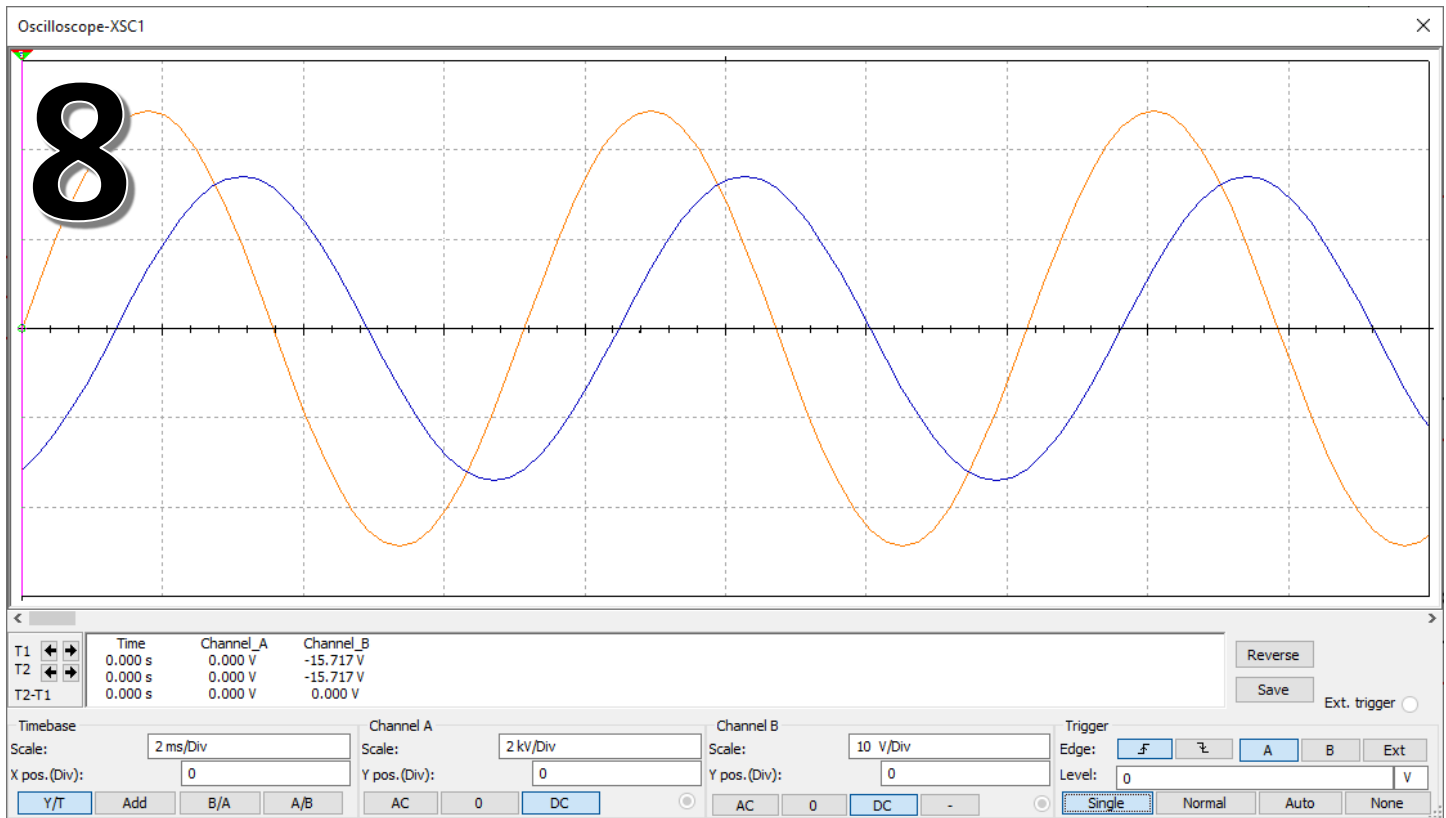 Oscilloscope-XSC1
8
T1
T2
T2-T1
Time Channel_A Channel_B
0.000 s 0.000 V -15.717 V
0.000 s 0.000 V -15.717 V
0.000 s 0.000 V 0.000 V
Reverse
Save
Ext. trigger
Timebase
Scale: 2 ms/Div
X pos.(Div): 0
Y/T Add B/A A/B
Channel A
Scale: 2 kV/Div
Y pos.(Div): 0
AC 0 DC
Channel B
Scale: 10 V/Div
Y pos.(Div): 0
AC 0 DC -
Trigger
Edge: A B Ext
Level: 0 V
Single Normal Auto None